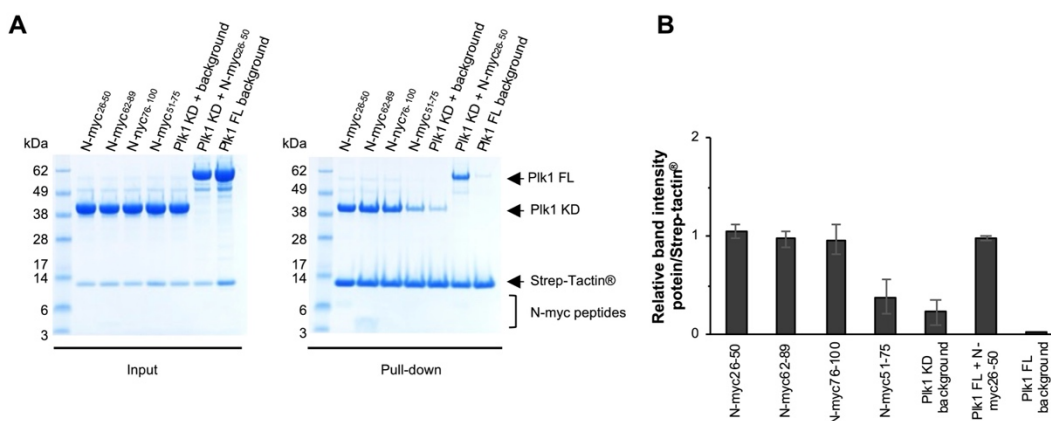 A
N-myc26-50
N-myc62-89
N-nyc76-100
N-myc51-75
Plk1 KD + background
Plk1 KD + N-myc26-50
Plk1 FL background
kDa
62
49
38
28
17
14
6
3
Input
N-myc26-50
N-myc62-89
N-myc76-100
N-myc51-75
Plk1 KD + background
Plk1 KD + N-myc26-50
Plk1 FL background
kDa
62
49
38
28
17
14
6
3
Plk1 FL
Plk1 KD
Strep-Tactin®
N-myc peptides
Pull-down
B
Relative band intensity
potein/Strep-tactin®
2
1
0
N-myc26-50
N-myc62-89
N-myc76-100
N-myc51-75
Plk1 KD
background
Plk1 FL + N-
myc26-50
Plk1 FL
background